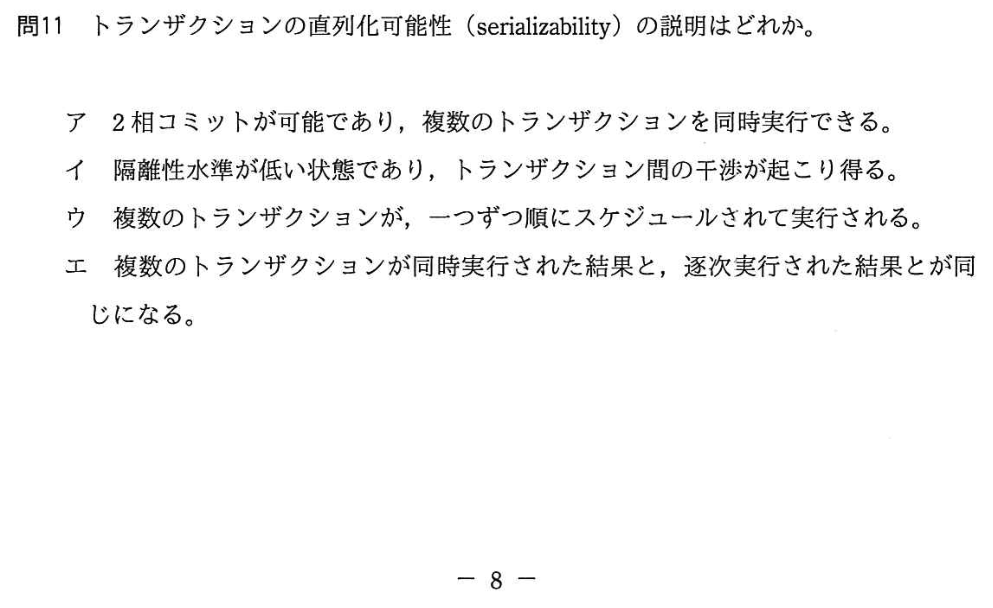 問11 トランザクションの直列化可能性（serializability）の説明はどれか。
ア 2相コミットが可能であり，複数のトランザクションを同時実行できる。
イ 隔離性水準が低い状態であり，トランザクション間の干渉が起こり得る。
ウ 複数のトランザクションが，一つずつ順にスケジュールされて実行される。
エ 複数のトランザクションが同時実行された結果と，逐次実行された結果とが同
じになる。
－ 8 －